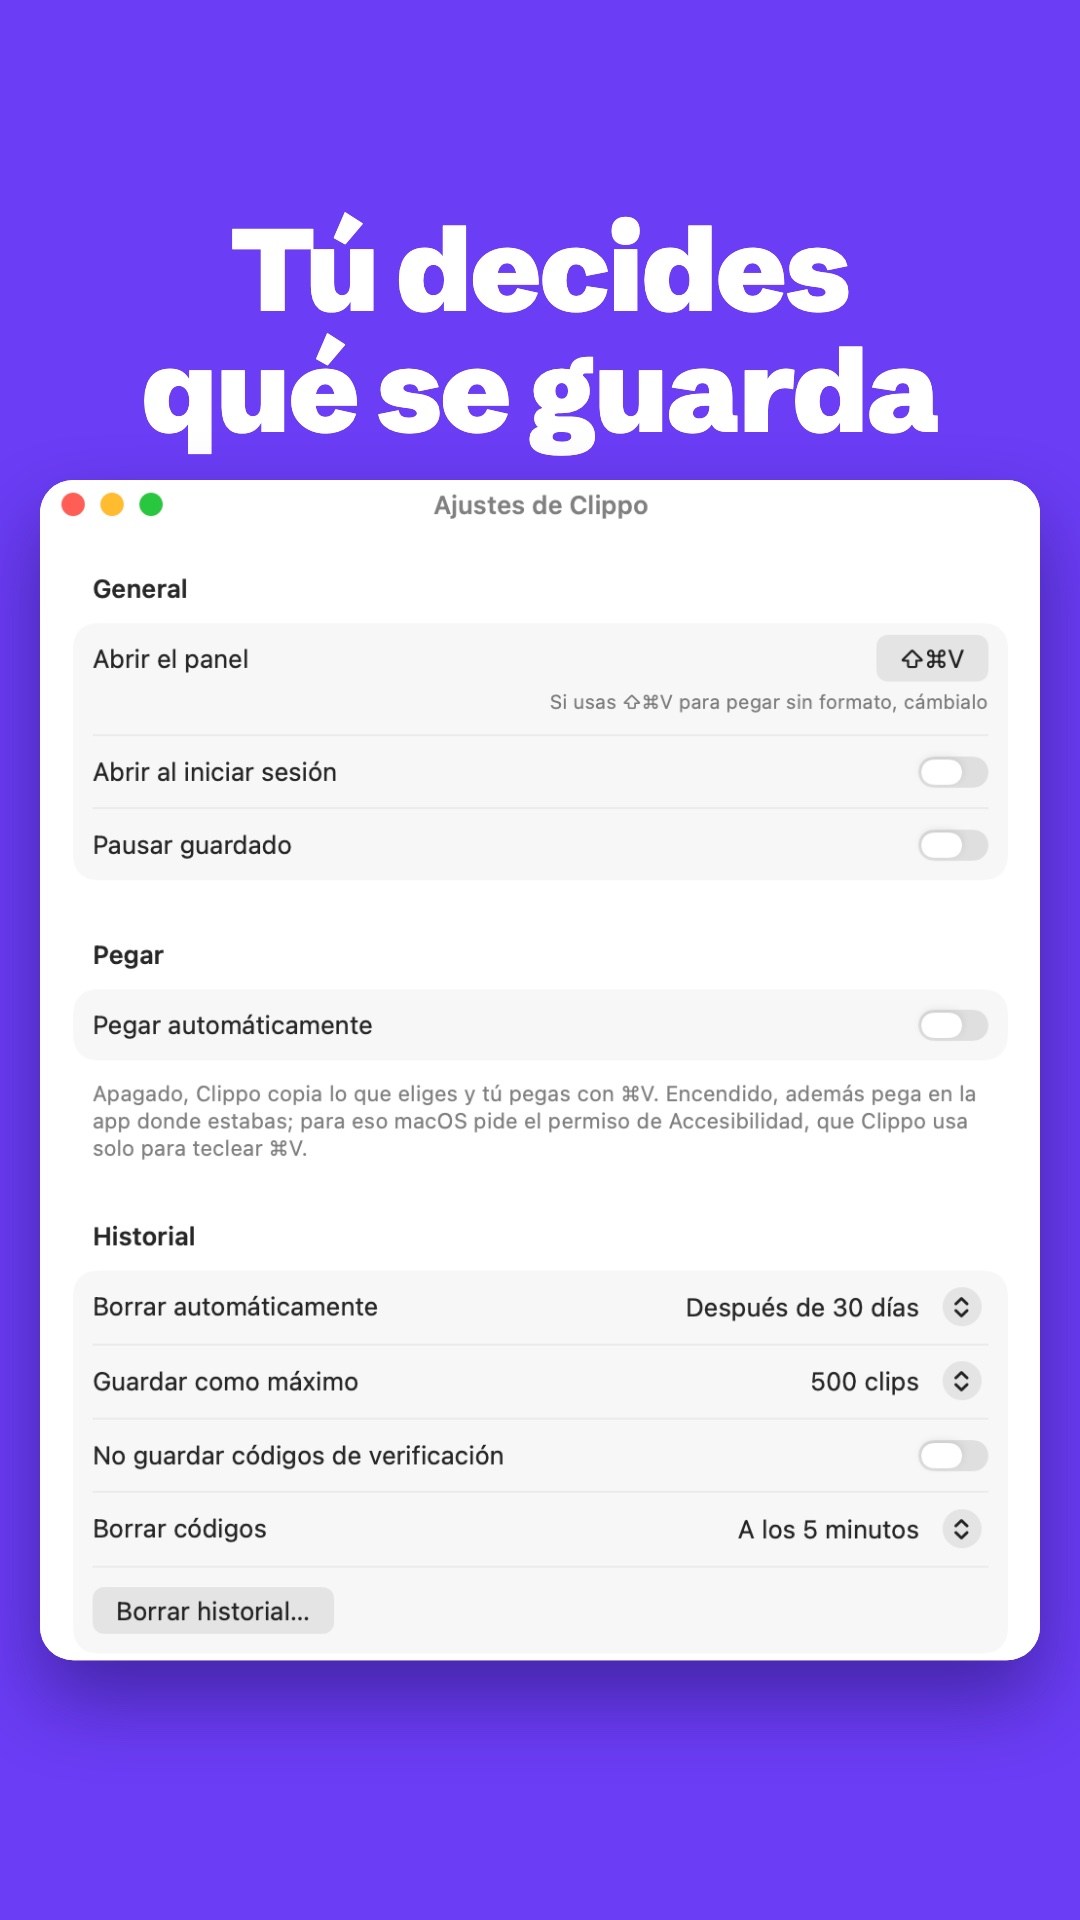 Tú decides
qué se guarda
Ajustes de Clippo
General
Abrir el panel
⇧⌘V
Si usas ⇧⌘V para pegar sin formato, cámbialo
Abrir al iniciar sesión
Pausar guardado
Pegar
Pegar automáticamente
Apagado, Clippo copia lo que eliges y tú pegas con ⌘V. Encendido, además pega en la
app donde estabas; para eso macOS pide el permiso de Accesibilidad, que Clippo usa
solo para teclear ⌘V.
Historial
Borrar automáticamente
Después de 30 días
Guardar como máximo
500 clips
No guardar códigos de verificación
Borrar códigos
A los 5 minutos
Borrar historial...